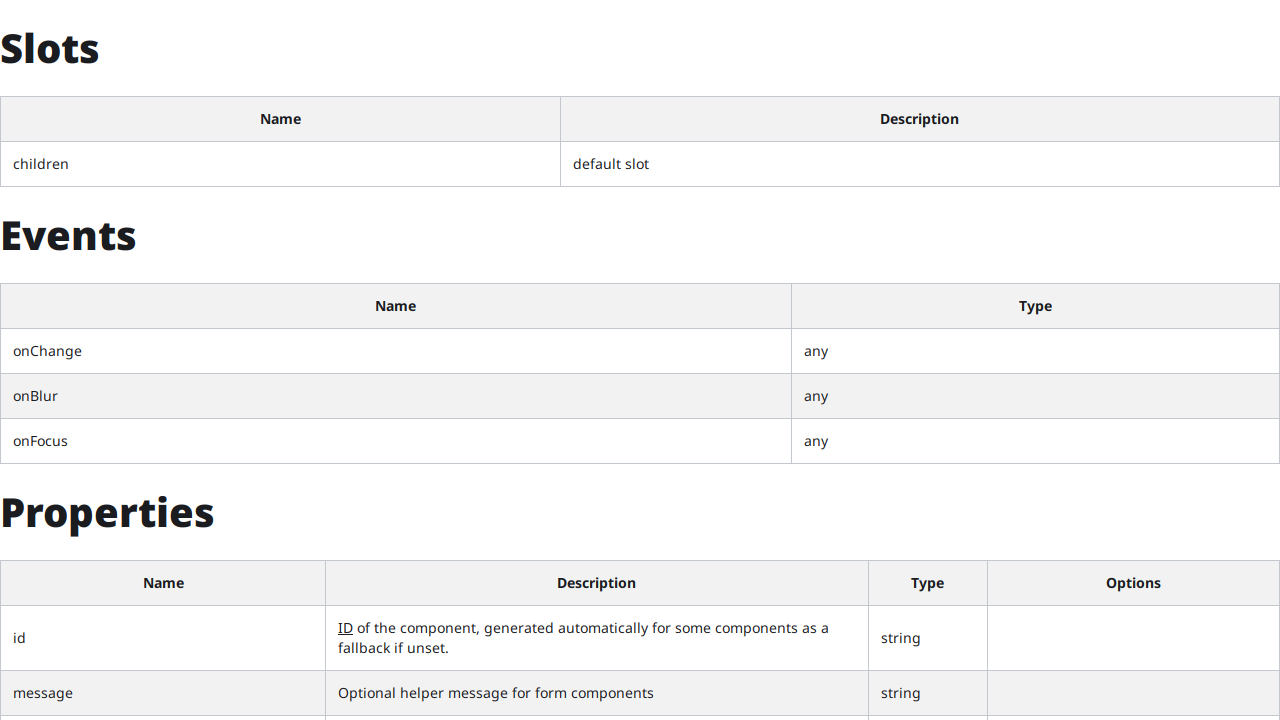 Slots
Name Description
children default slot
Events
Name Type
onChange any
onBlur any
onFocus any
Properties
Name Description Type Options
id ID of the component, generated automatically for some components as a fallback if unset. string
message Optional helper message for form components string